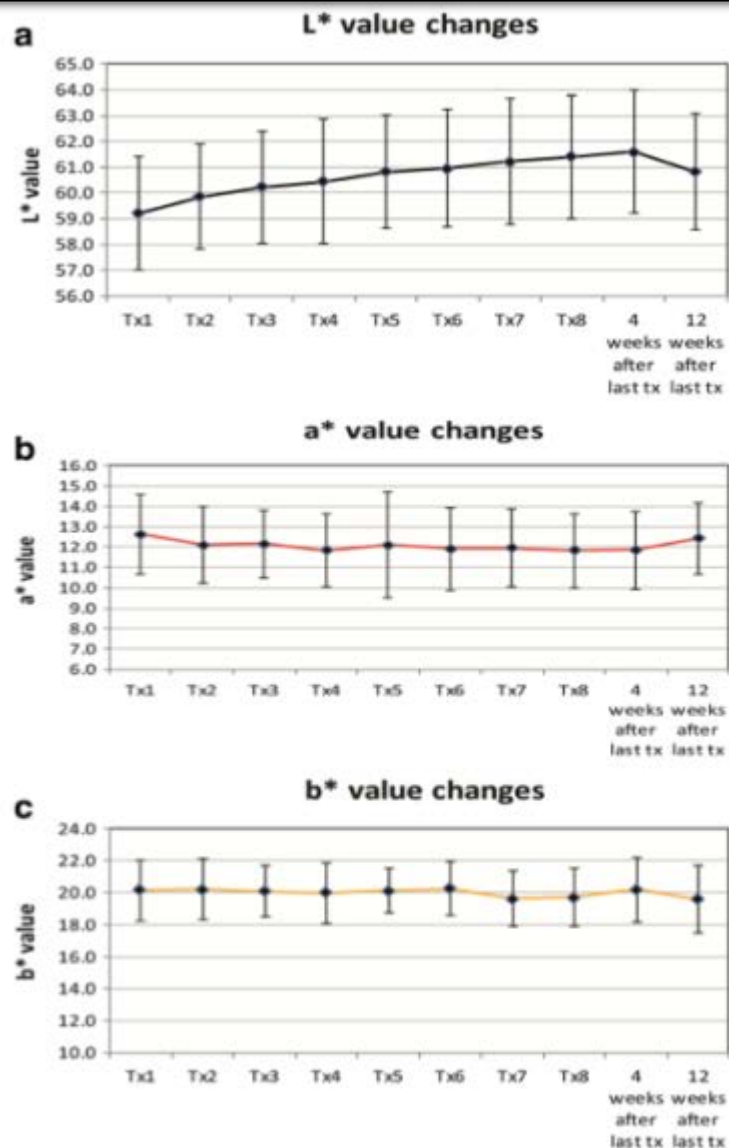 a
L* value changes
L* value
65.0
64.0
63.0
62.0
61.0
60.0
59.0
58.0
57.0
56.0
Tx1 Tx2 Tx3 Tx4 Tx5 Tx6 Tx7 Tx8 4 12
weeks weeks
after after
last tx last tx
b
a* value changes
a* value
16.0
15.0
14.0
13.0
12.0
11.0
10.0
9.0
8.0
7.0
6.0
Tx1 Tx2 Tx3 Tx4 Tx5 Tx6 Tx7 Tx8 4 12
weeks weeks
after after
last tx last tx
c
b* value changes
b* value
24.0
22.0
20.0
18.0
16.0
14.0
12.0
10.0
Tx1 Tx2 Tx3 Tx4 Tx5 Tx6 Tx7 Tx8 4 12
weeks weeks
after after
last tx last tx